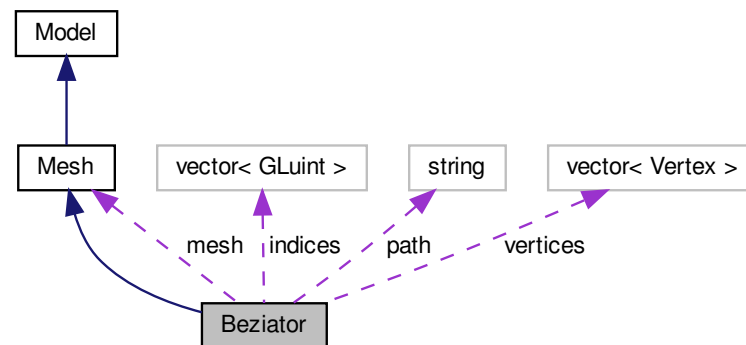 Model
Mesh
vector< GLuint >
string
vector< Vertex >
mesh
indices
path
vertices
Beziator